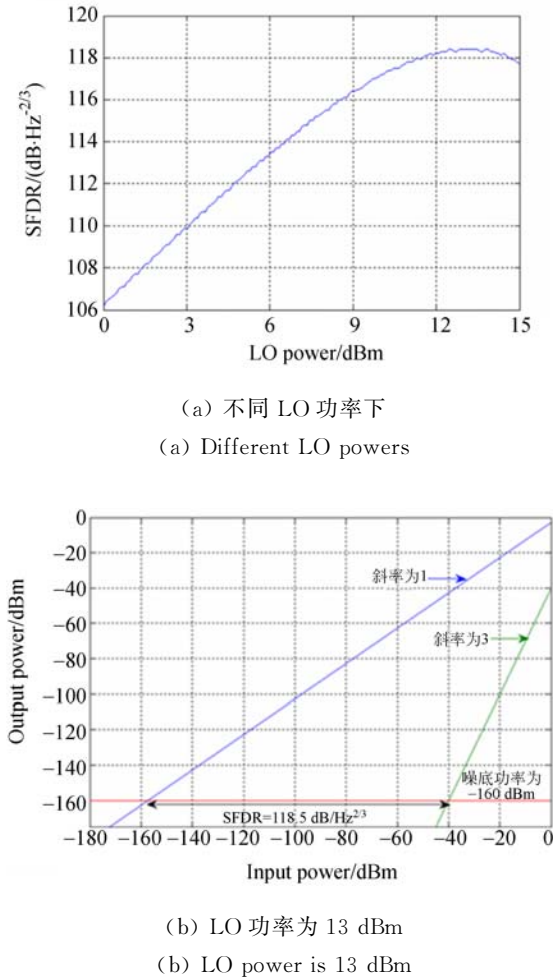 120
118
116
114
112
110
108
106
SFDR/(dB·Hz^-2/3)
0 3 6 9 12 15
LO power/dBm
(a) 不同 LO 功率下
(a) Different LO powers
0
−20
−40
−60
−80
−100
−120
−140
−160
Output power/dBm
斜率为1
斜率为3
噪底功率为
−160 dBm
SFDR=118.5 dB/Hz^2/3
−180 −160 −140 −120 −100 −80 −60 −40 −20 0
Input power/dBm
(b) LO 功率为 13 dBm
(b) LO power is 13 dBm